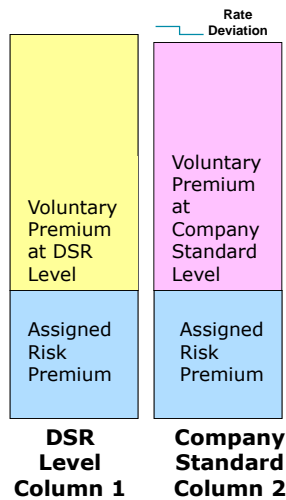 Rate
Deviation
Voluntary
Premium
at DSR
Level
Voluntary
Premium
at
Company
Standard
Level
Assigned
Risk
Premium
Assigned
Risk
Premium
DSR
Level
Column 1
Company
Standard
Column 2